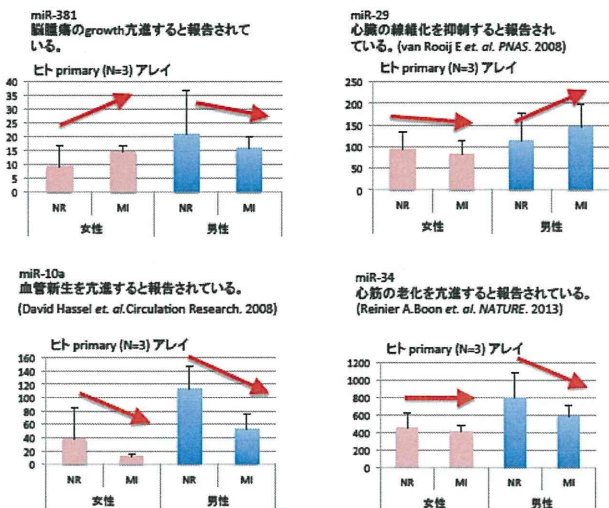 miR-381
脳腫瘍のgrowth亢進すると報告されて
いる。
ヒト primary (N=3) アレイ
40
35
30
25
20
15
10
5
0
NR
MI
NR
MI
女性
男性
miR-29
心臓の線維化を抑制すると報告され
ている。(van Rooij E et. al. PNAS. 2008)
ヒト primary (N=3) アレイ
250
200
150
100
50
0
NR
MI
NR
MI
女性
男性
miR-10a
血管新生を亢進すると報告されている。
(David Hassel et. al.Circulation Research. 2008)
ヒト primary (N=3) アレイ
160
140
120
100
80
60
40
20
0
NR
MI
NR
MI
女性
男性
miR-34
心筋の老化を亢進すると報告されている。
(Reinier A.Boon et. al. NATURE. 2013)
ヒト primary (N=3) アレイ
1200
1000
800
600
400
200
0
NR
MI
NR
MI
女性
男性